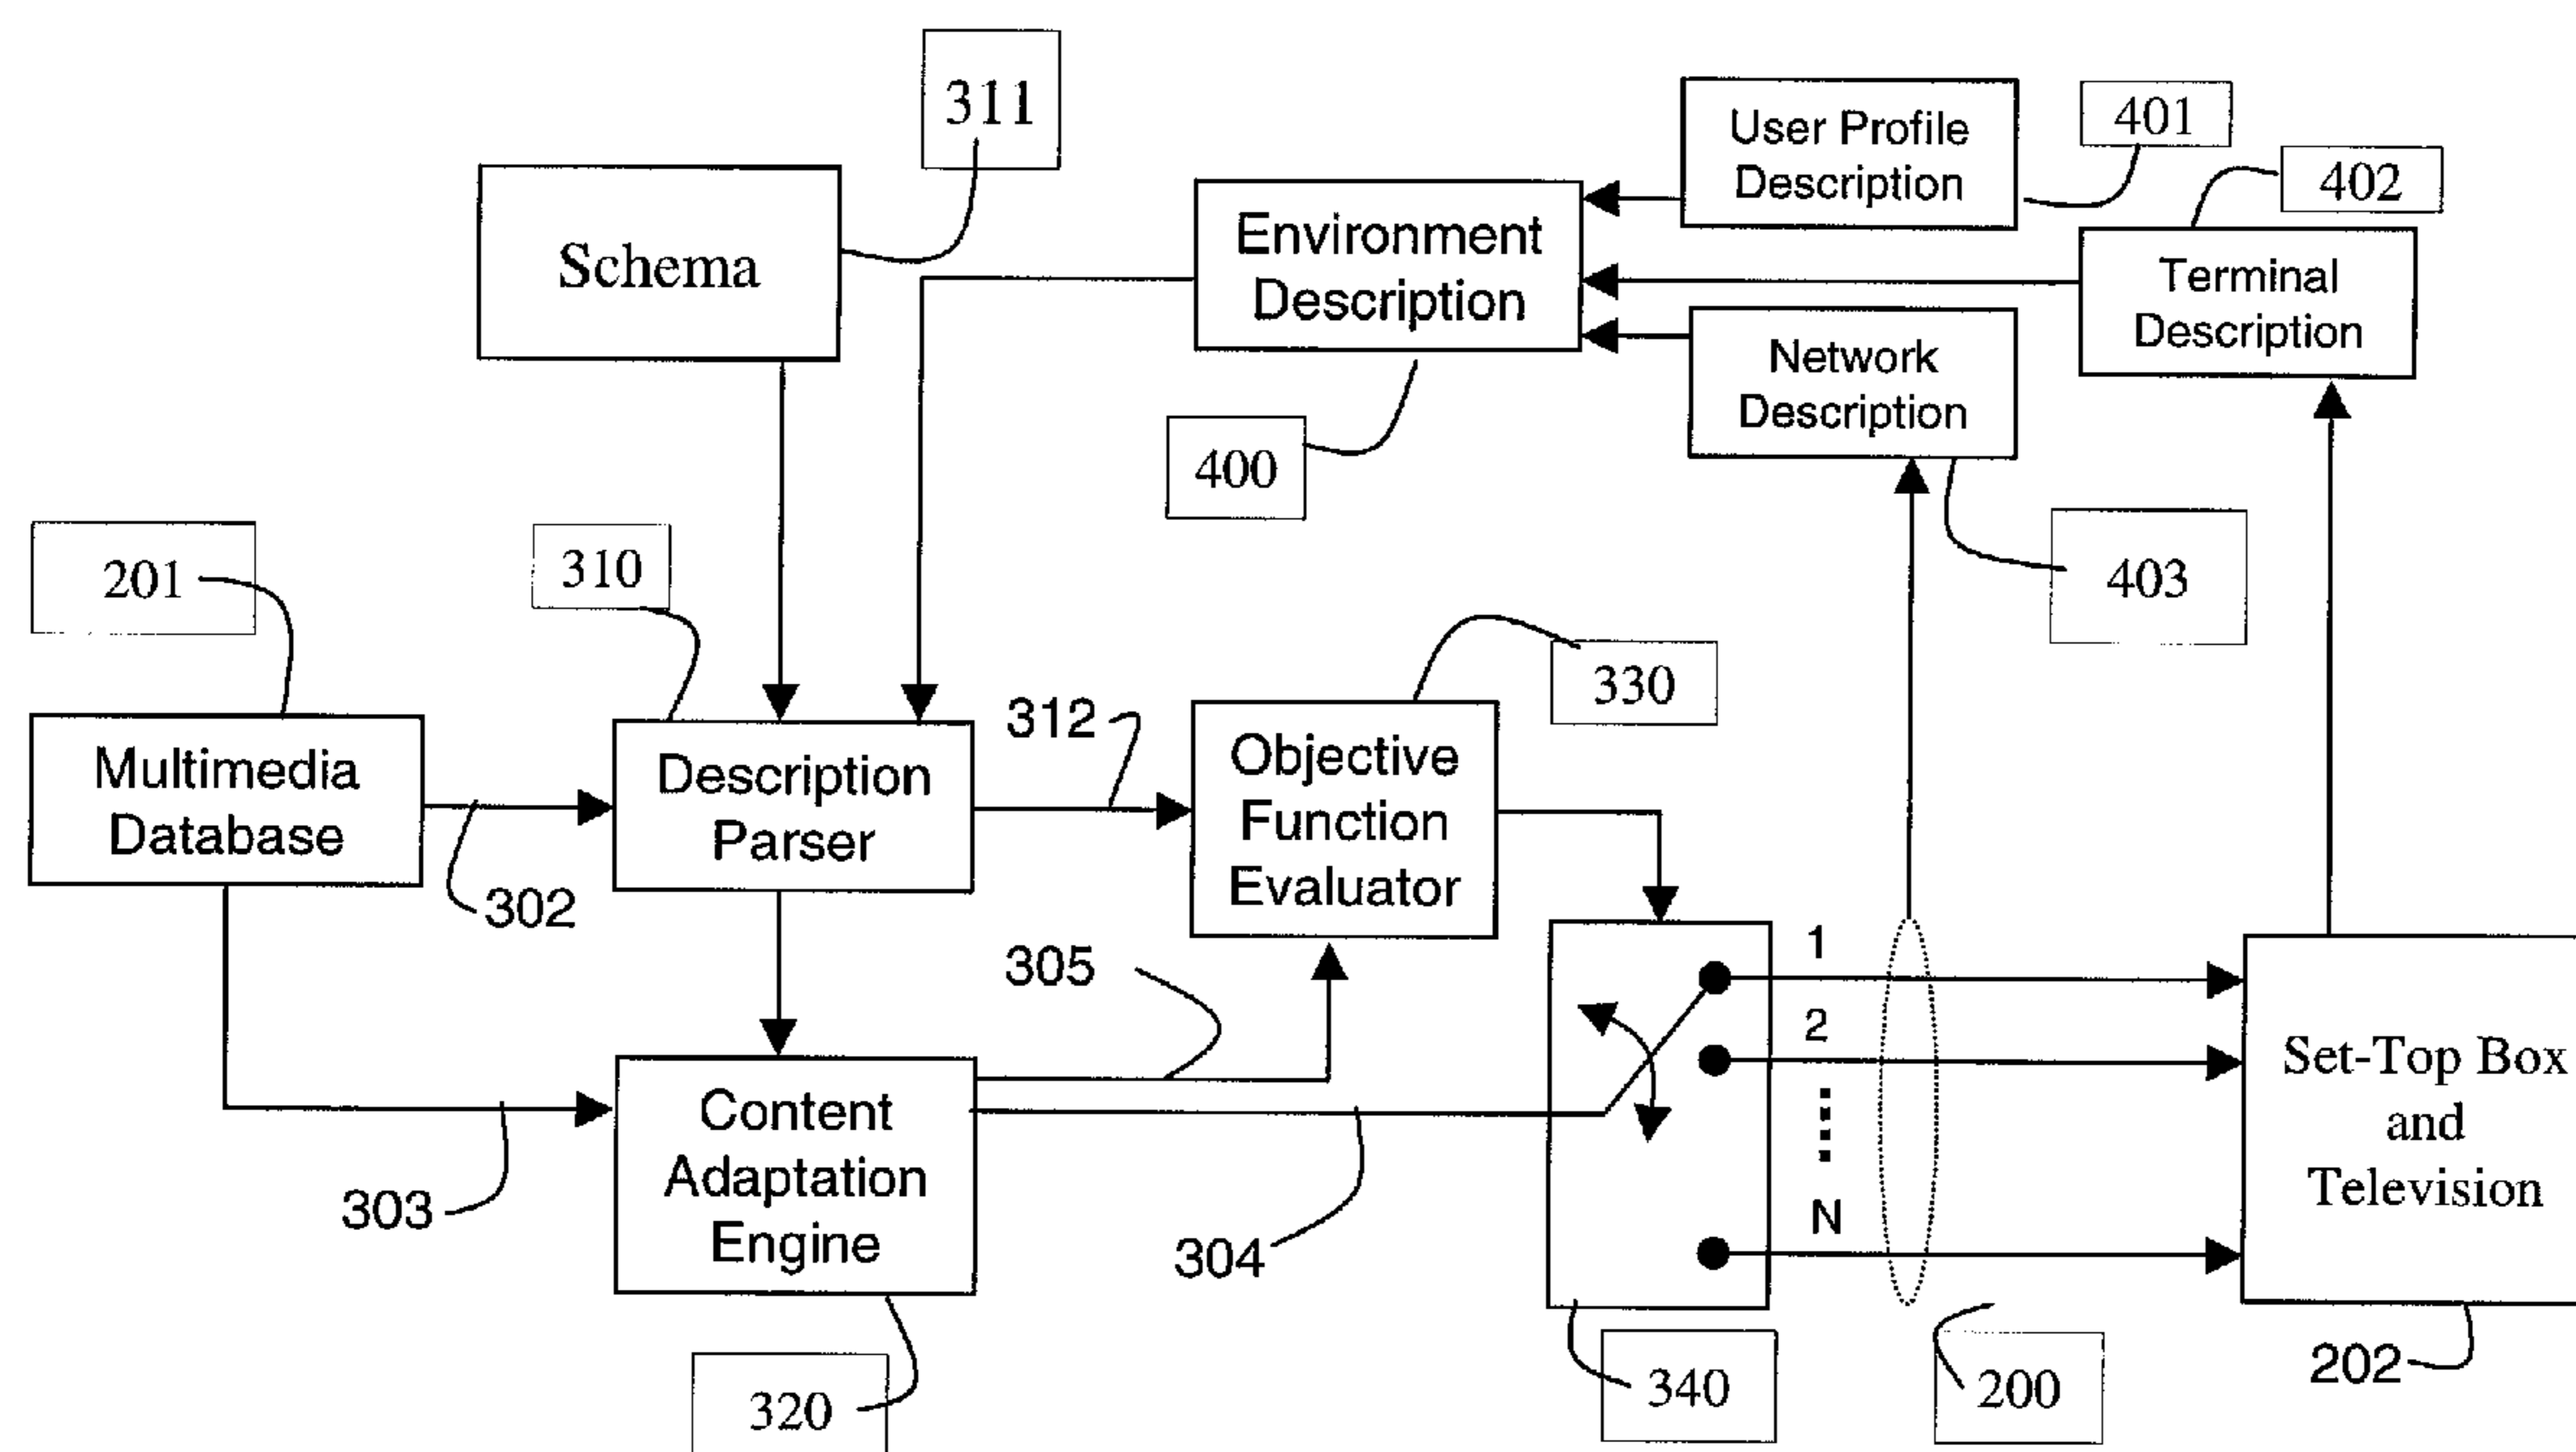 311
User Profile
Description
401
402
Schema
Environment
Description
Terminal
Description
Network
Description
400
201
310
403
330
312
Multimedia
Database
Description
Parser
Objective
Function
Evaluator
302
305
1
2
N
Set-Top Box
and
Television
Content
Adaptation
Engine
303
304
320
340
200
202